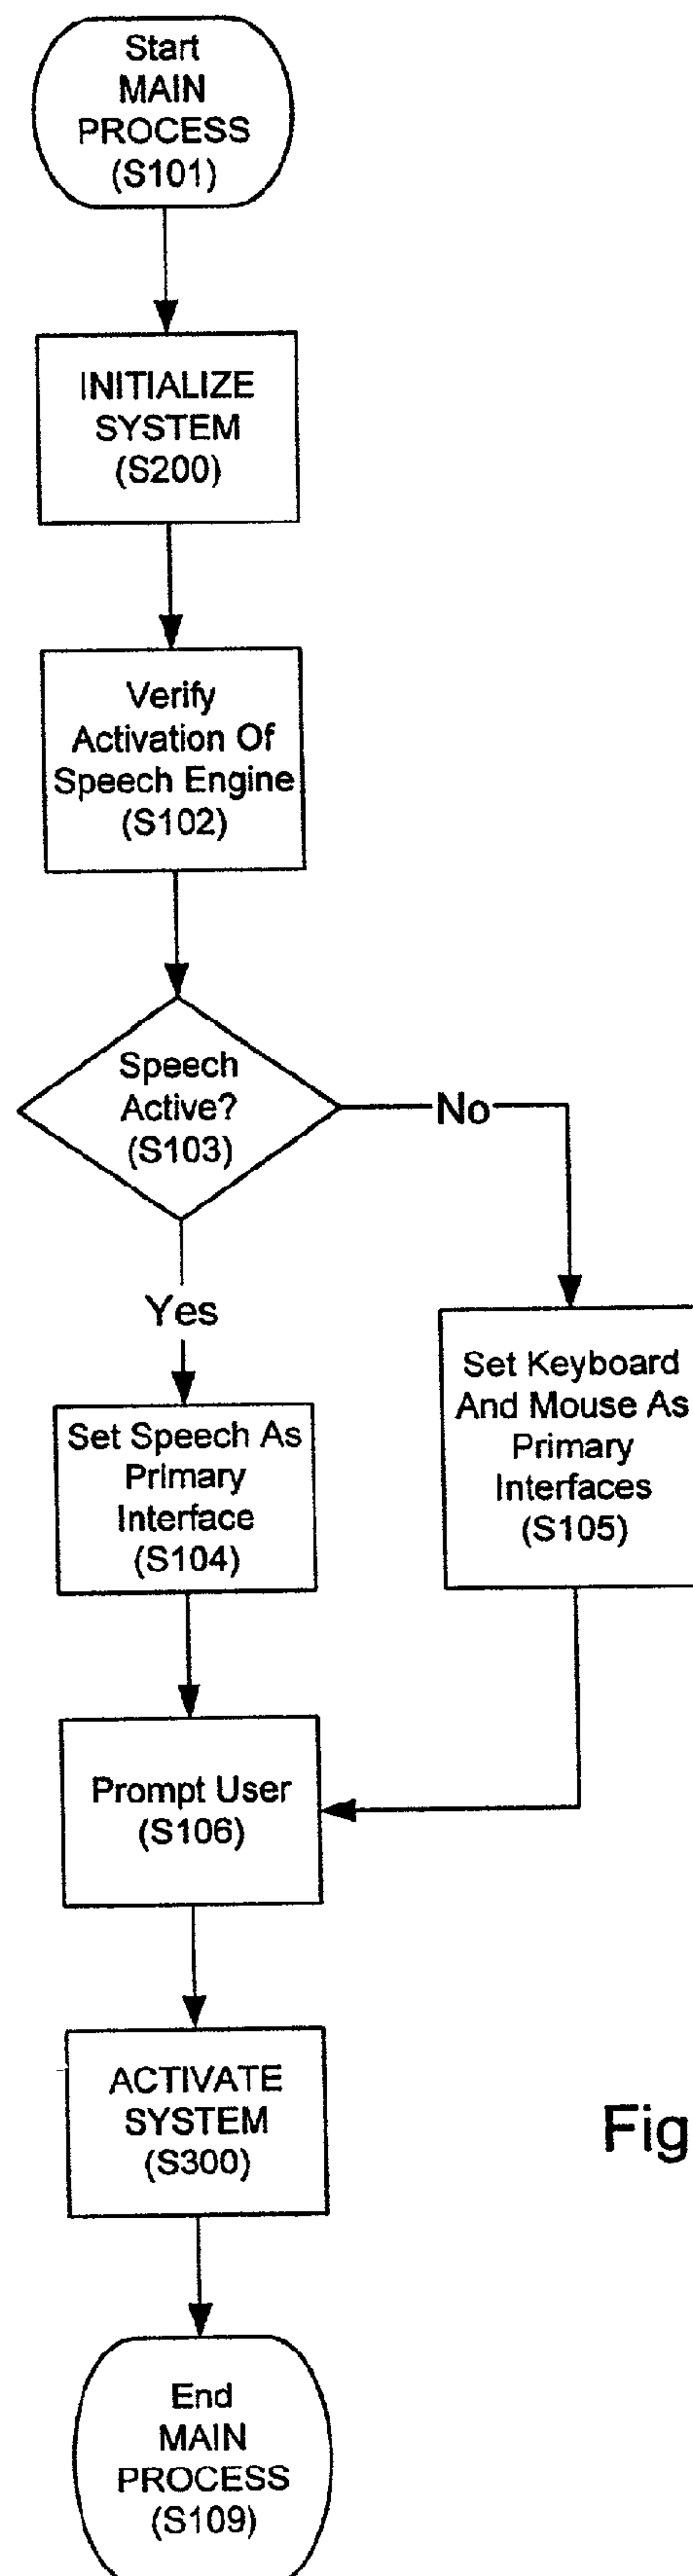 Start
MAIN
PROCESS
(S101)
INITIALIZE
SYSTEM
(S200)
Verify
Activation Of
Speech Engine
(S102)
Speech
Active?
(S103)
No
Yes
Set Speech As
Primary
Interface
(S104)
Set Keyboard
And Mouse As
Primary
Interfaces
(S105)
Prompt User
(S106)
ACTIVATE
SYSTEM
(S300)
Fig
End
MAIN
PROCESS
(S109)